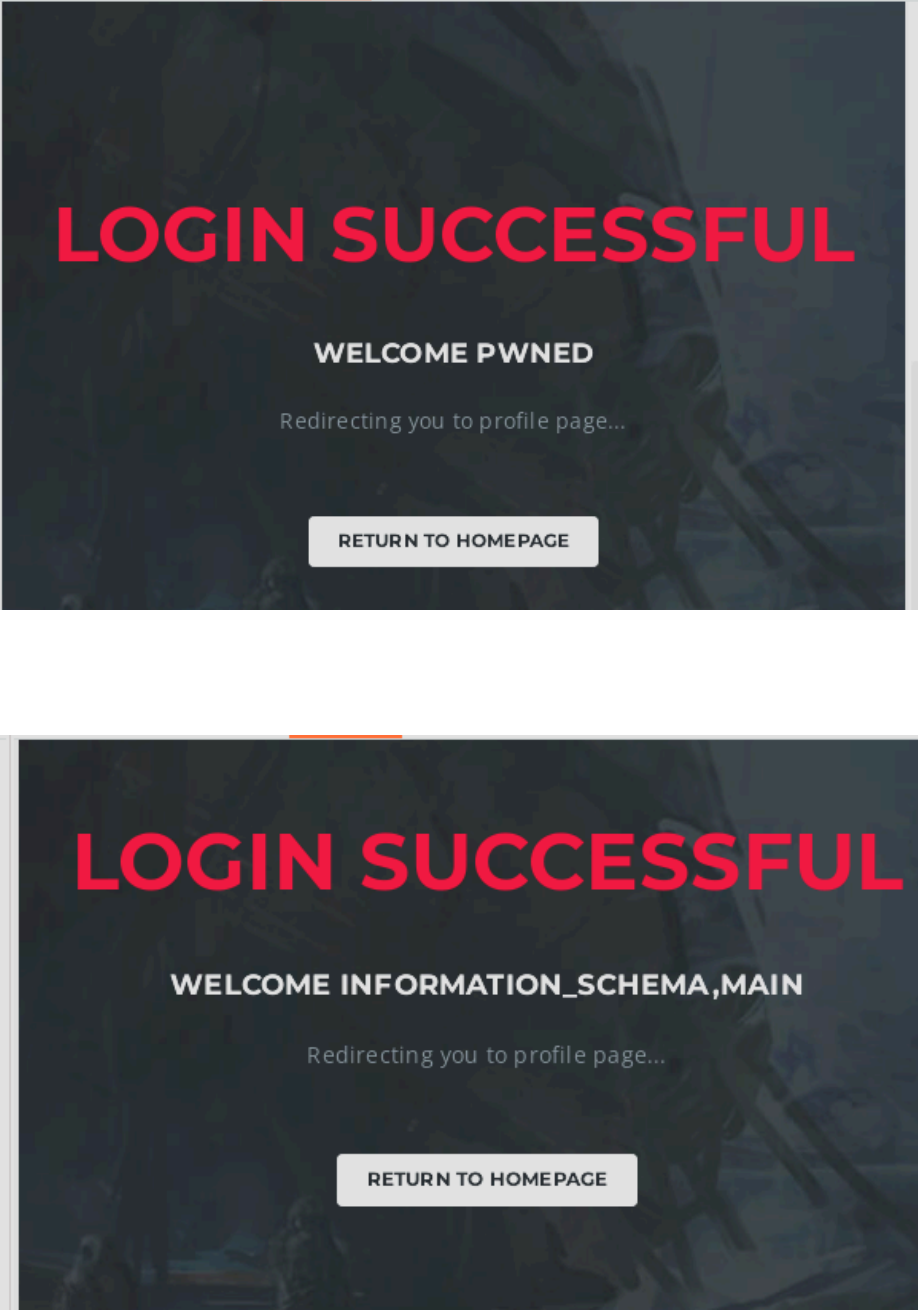 LOGIN SUCCESSFUL
WELCOME PWNED
Redirecting you to profile page...
RETURN TO HOMEPAGE
LOGIN SUCCESSFUL
WELCOME INFORMATION_SCHEMA,MAIN
Redirecting you to profile page...
RETURN TO HOMEPAGE